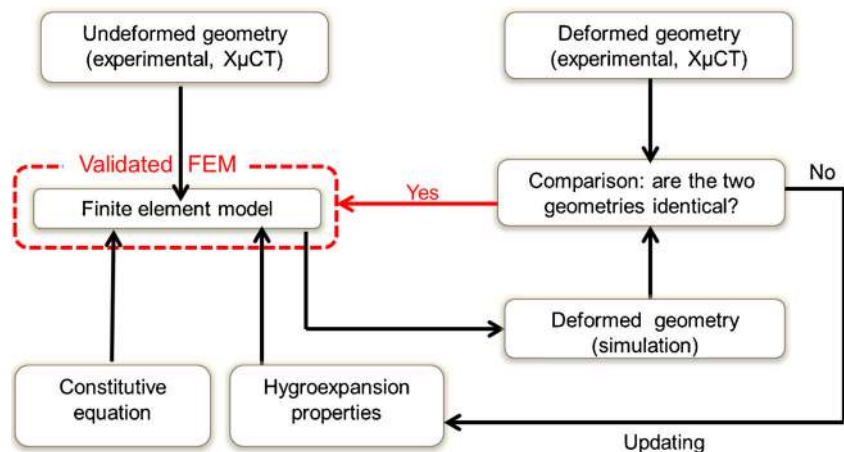 Undeformed geometry
(experimental, XµCT)
Deformed geometry
(experimental, XµCT)
Validated FEM
Finite element model
Yes
Comparison: are the two
geometries identical?
No
Deformed geometry
(simulation)
Constitutive
equation
Hygroexpansion
properties
Updating